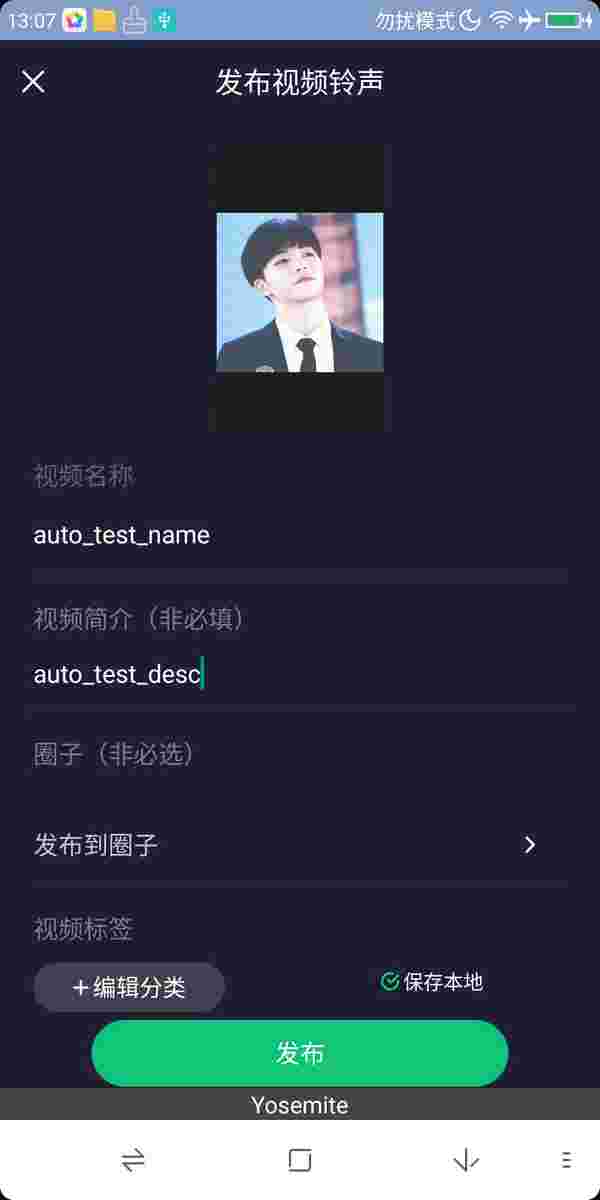 13:07
勿扰模式
发布视频铃声
视频名称
auto_test_name
视频简介（非必填）
auto_test_desc
圈子（非必选）
发布到圈子
视频标签
+编辑分类
保存本地
发布
Yosemite